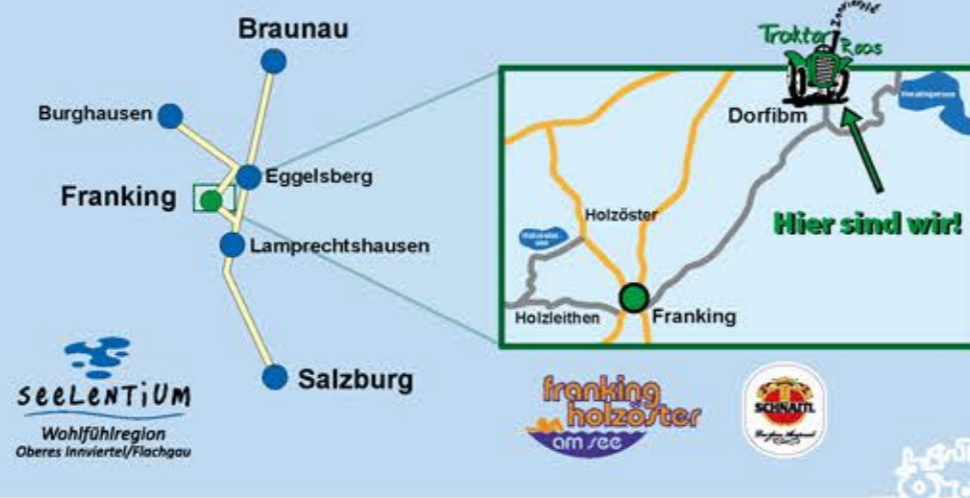 Braunau
Burghausen
Eggelsberg
Franking
Lamprechtshausen
Salzburg
seeLenTiUm
Wohlfühlregion
Oberes Innviertel/Flachgau
Traktor
Roas
Dorfibm
Hier sind wir!
Holzöster
Holzleithen
Franking
franking
holzöster
am see
SCHNAITL